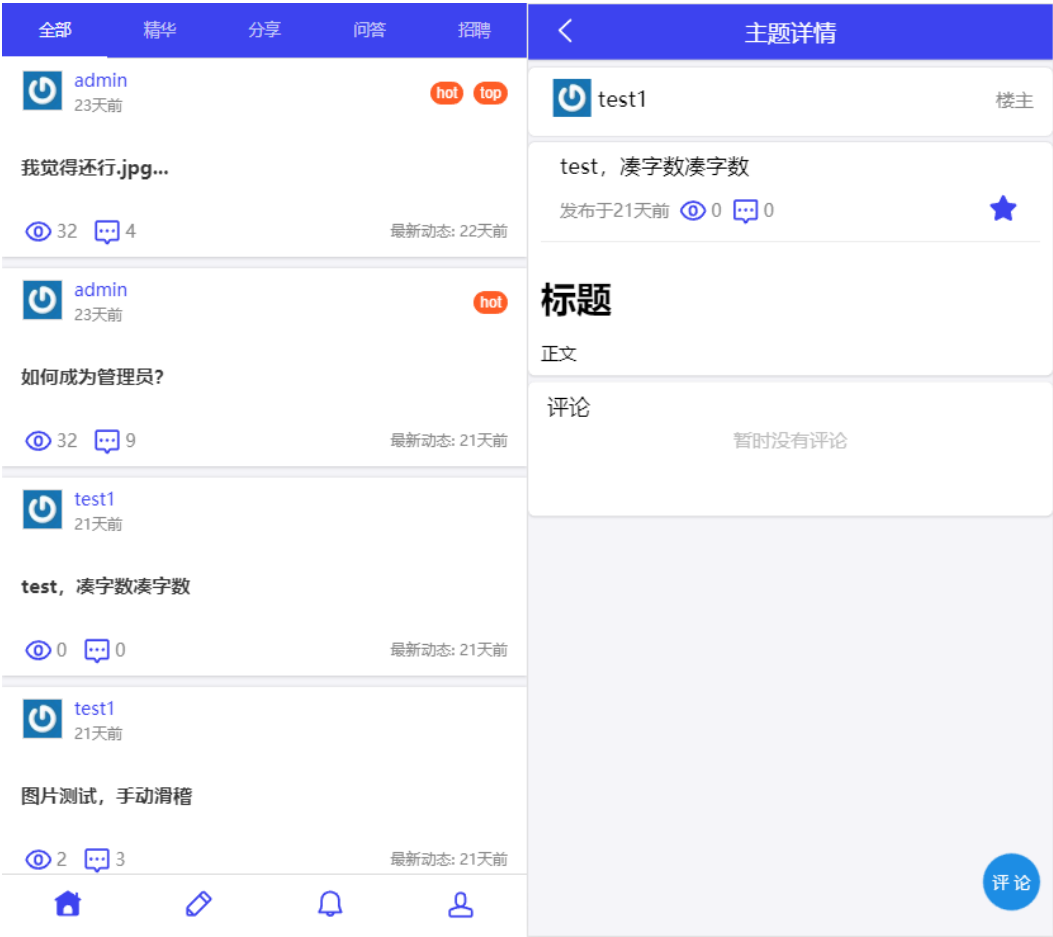 全部 精华 分享 问答 招聘
admin
23天前
hot top
我觉得还行.jpg...
32 4 最新动态: 22天前
admin
23天前
hot
如何成为管理员?
32 9 最新动态: 21天前
test1
21天前
test，凑字数凑字数
0 0 最新动态: 21天前
test1
21天前
图片测试，手动滑稽
2 3 最新动态: 21天前
主题详情
test1 楼主
test，凑字数凑字数
发布于21天前 0 0
标题
正文
评论
暂时没有评论
评论